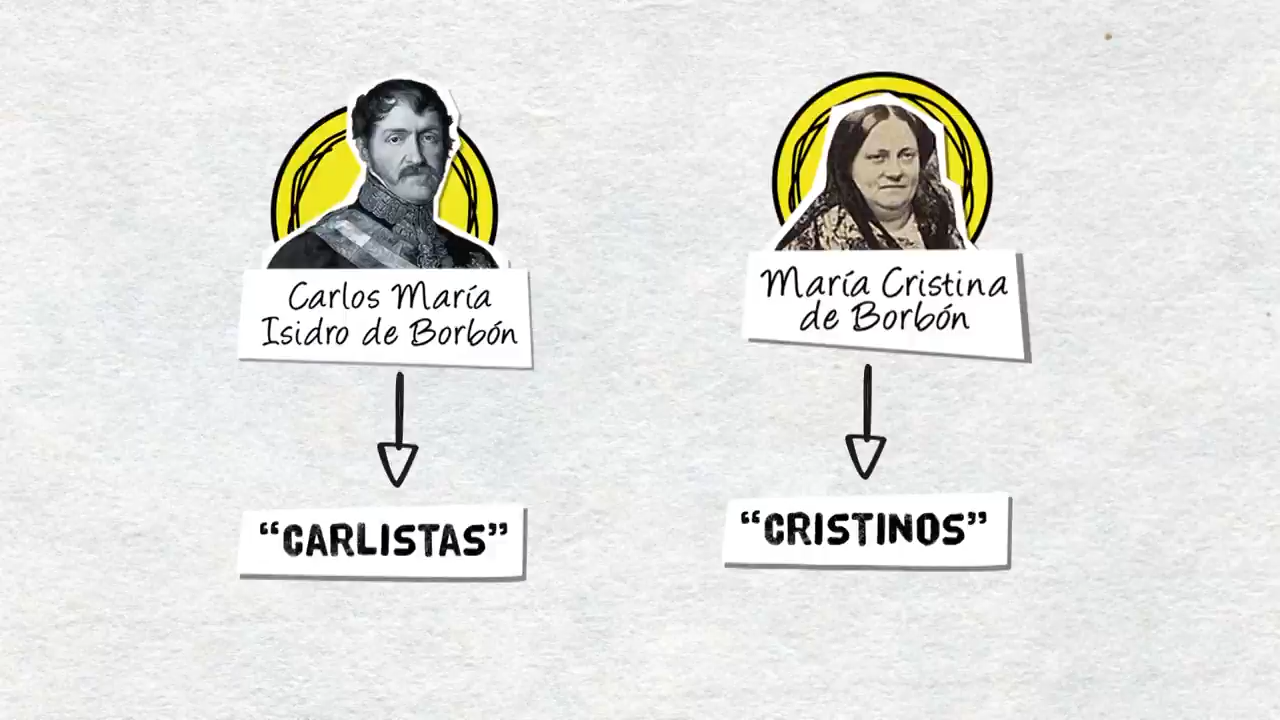 Carlos María
Isidro de Borbón
María Cristina
de Borbón
“CARLISTAS”
“CRISTINOS”